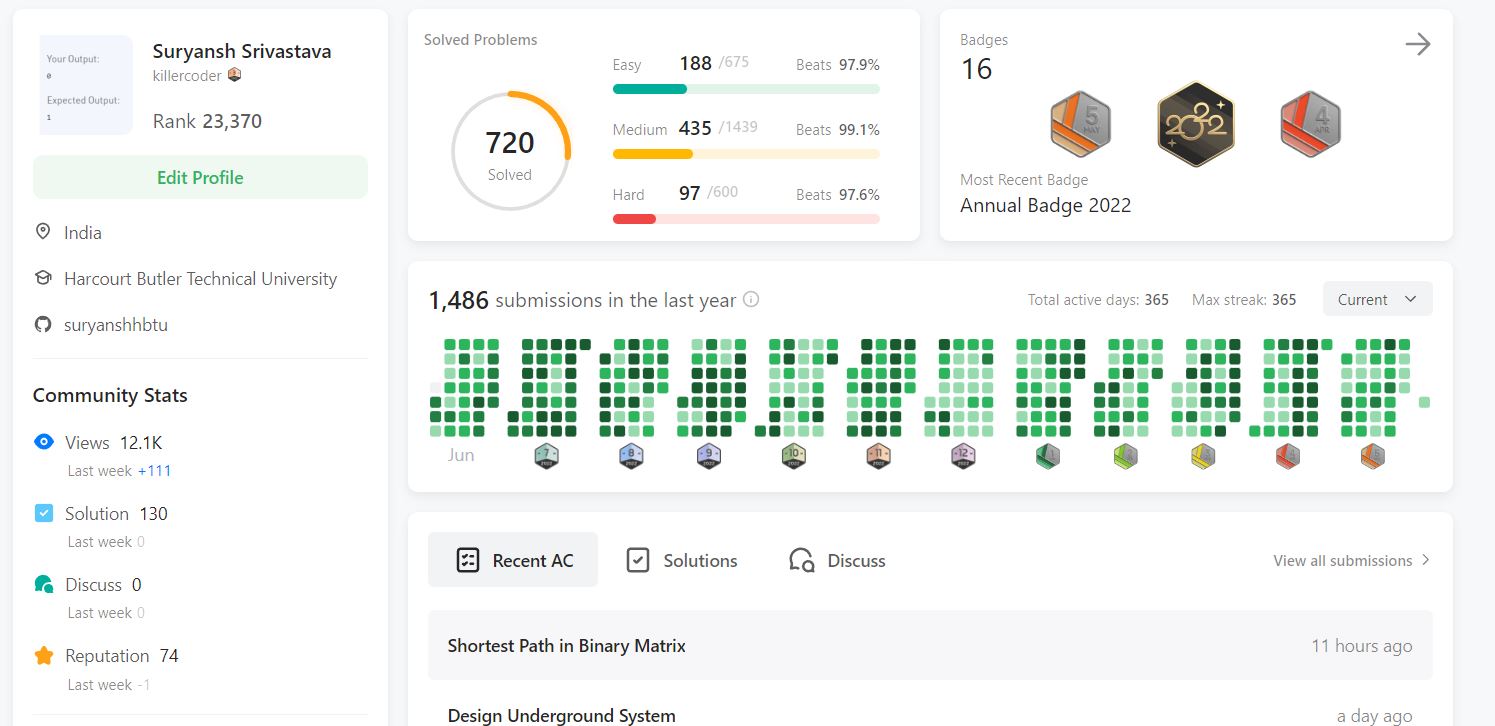 Your Output:
0
Expected Output:
1
Suryansh Srivastava
killercoder
Rank 23,370
Edit Profile
India
Harcourt Butler Technical University
suryanshhbtu
Community Stats
Views 12.1K
Last week +111
Solution 130
Last week 0
Discuss 0
Last week 0
Reputation 74
Last week -1
Solved Problems
720
Solved
Easy 188 /675 Beats 97.9%
Medium 435 /1439 Beats 99.1%
Hard 97 /600 Beats 97.6%
Badges
16
5
MAY
2022
4
APR
Most Recent Badge
Annual Badge 2022
1,486 submissions in the last year
Total active days: 365 Max streak: 365 Current
Jun
7 8 9 10 11 12 1 2 3 4 5
2022 2022 2022 2022 2022 2022
Recent AC Solutions Discuss View all submissions
Shortest Path in Binary Matrix 11 hours ago
Design Underground System a day ago